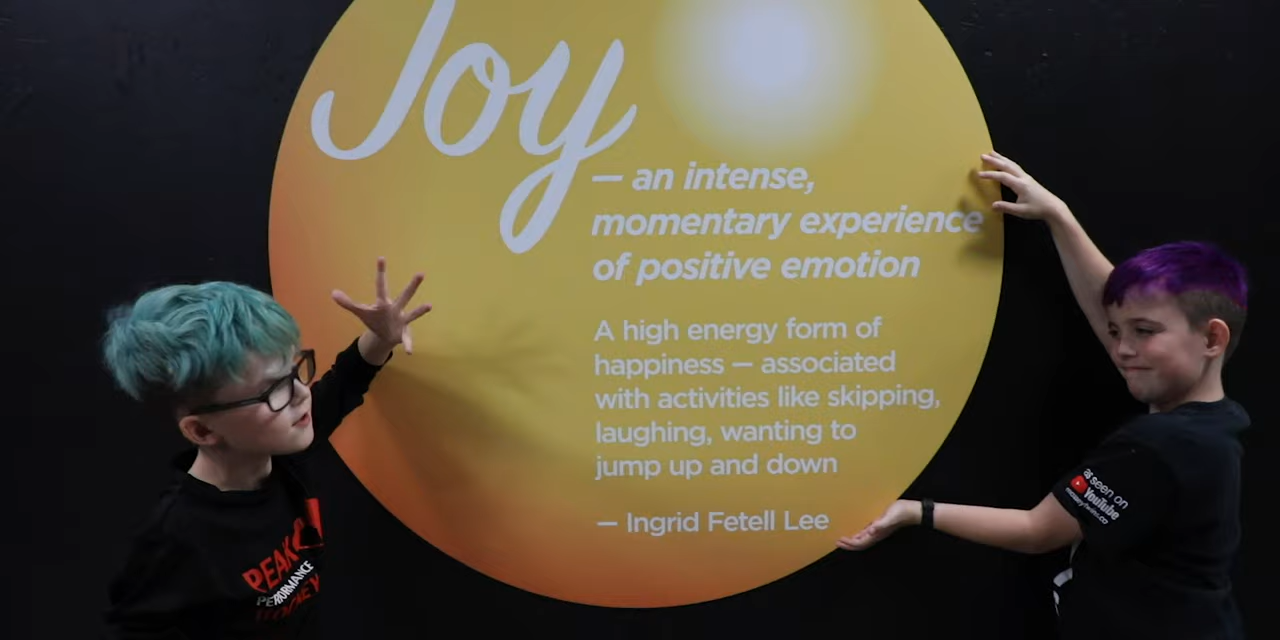 Joy
— an intense,
momentary experience
of positive emotion
A high energy form of
happiness — associated
with activities like skipping,
laughing, wanting to
jump up and down
— Ingrid Fetell Lee
PEAK
PERFORMANCE
as seen on
YouTube